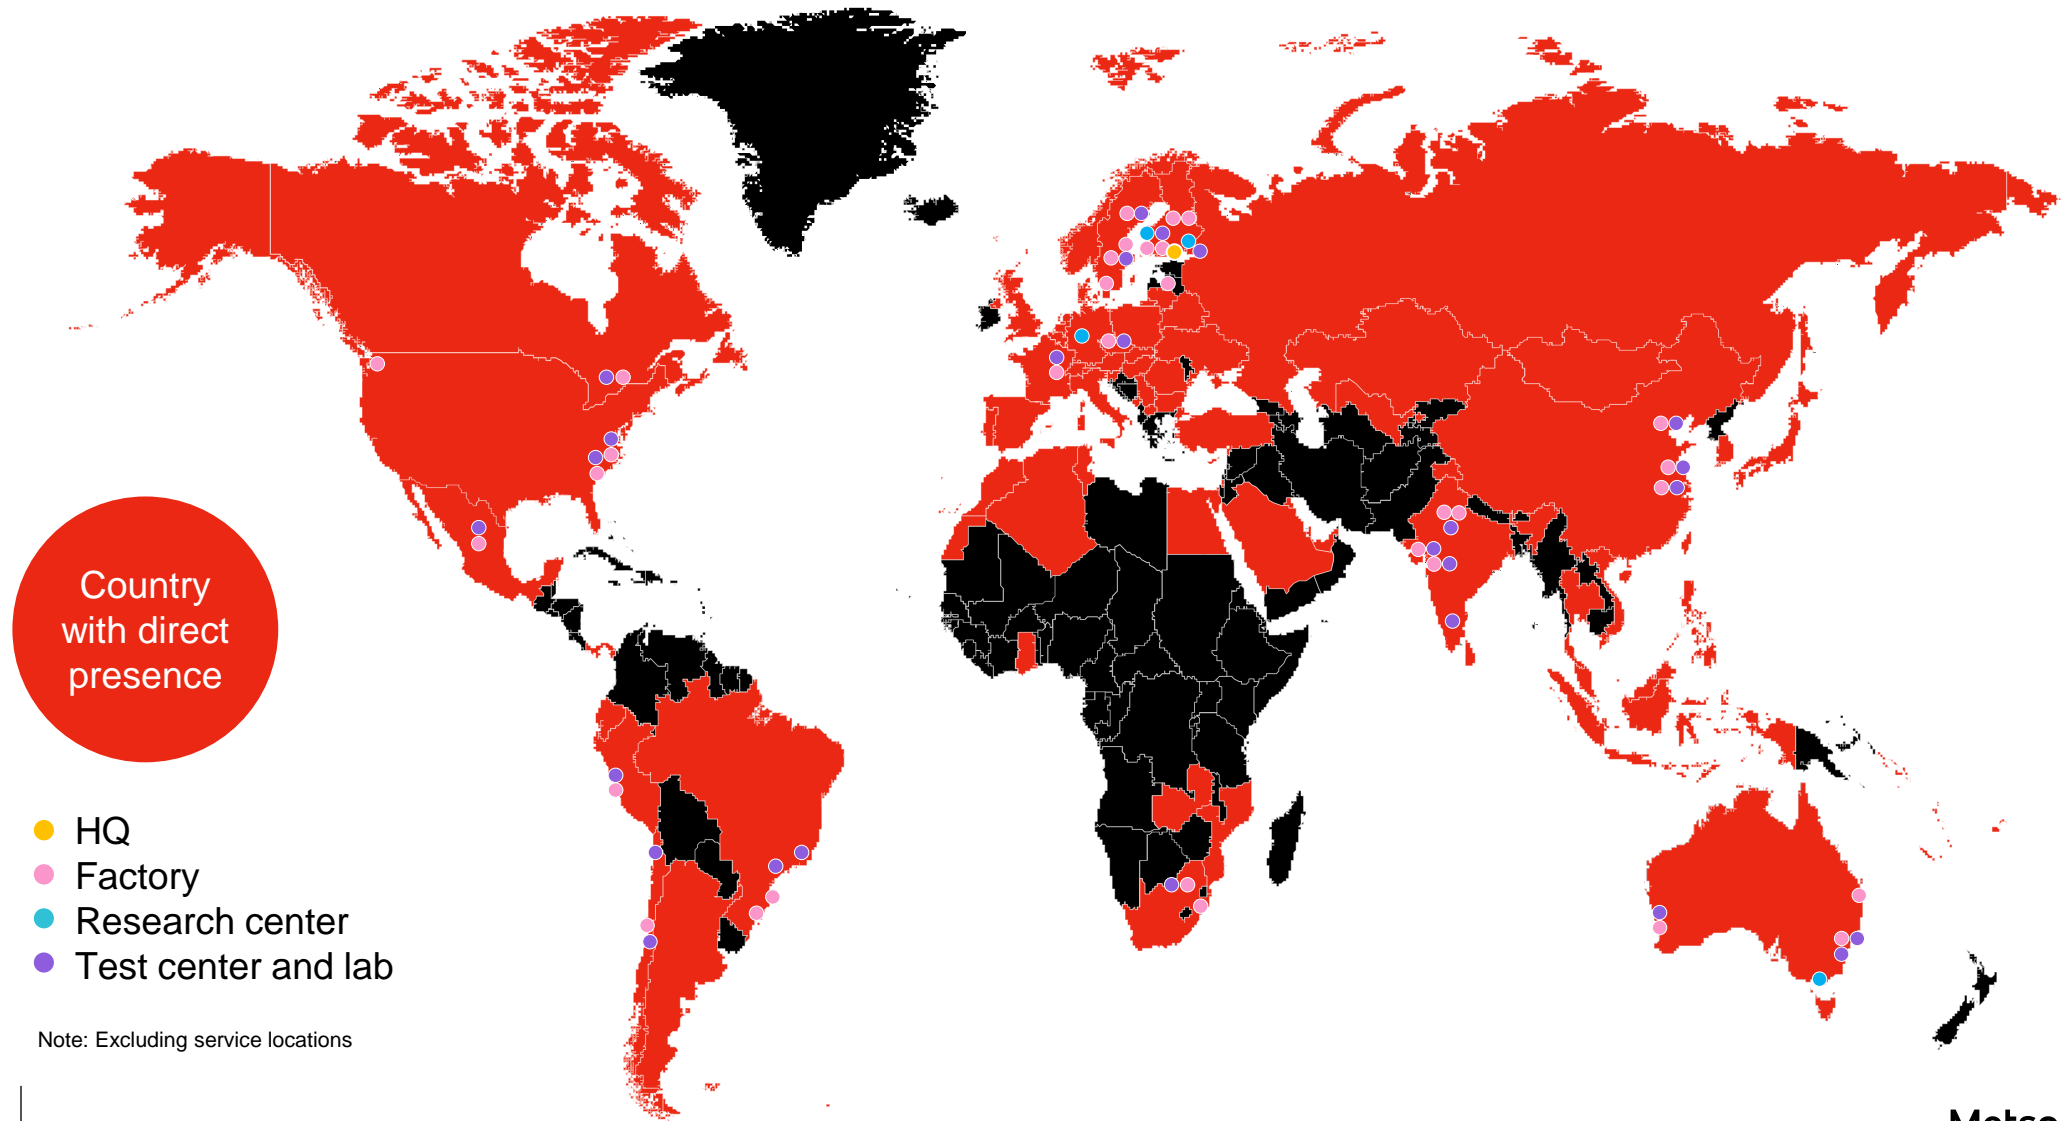 Country
with direct
presence
HQ
Factory
Research center
Test center and lab
Note: Excluding service locations